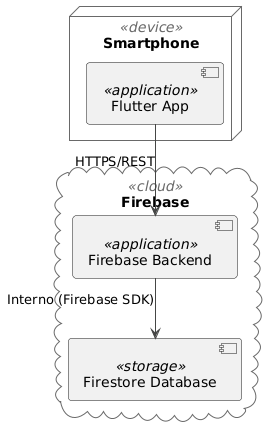 «device»
Smartphone
«application»
Flutter App
HTTPS/REST
«cloud»
Firebase
«application»
Firebase Backend
Interno (Firebase SDK)
«storage»
Firestore Database